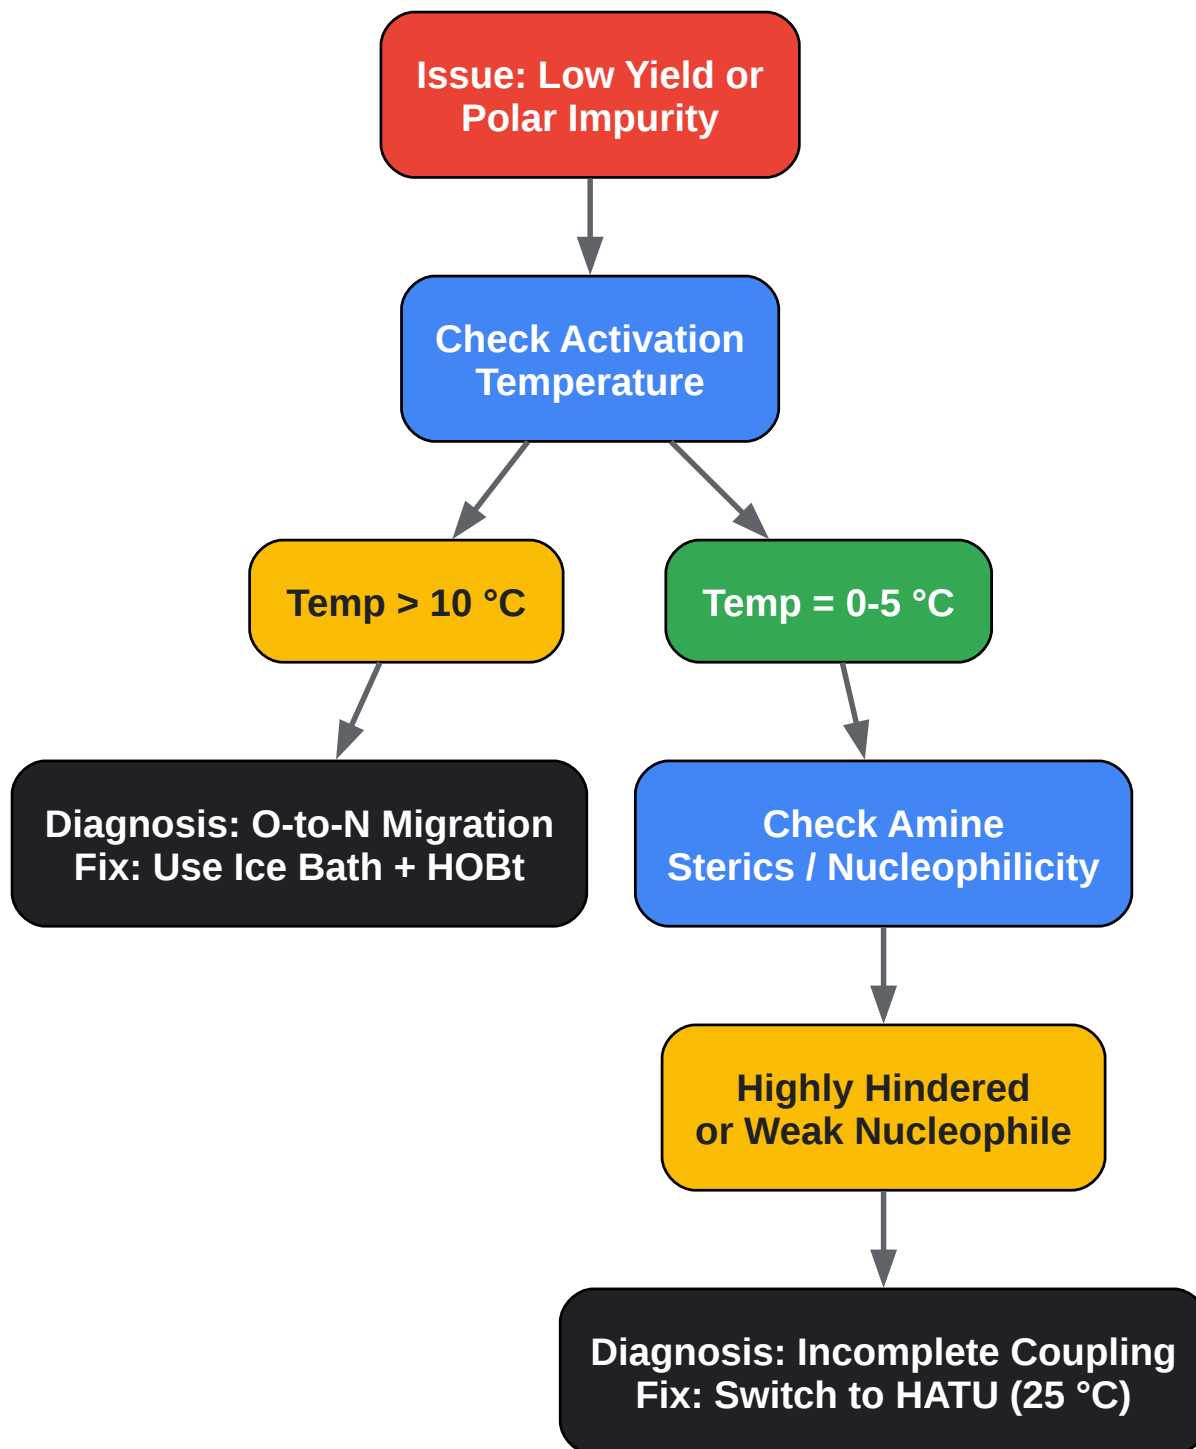 Issue: Low Yield or
Polar Impurity
Check Activation
Temperature
Temp > 10 °C
Temp = 0-5 °C
Diagnosis: O-to-N Migration
Fix: Use Ice Bath + HOBt
Check Amine
Sterics / Nucleophilicity
Highly Hindered
or Weak Nucleophile
Diagnosis: Incomplete Coupling
Fix: Switch to HATU (25 °C)